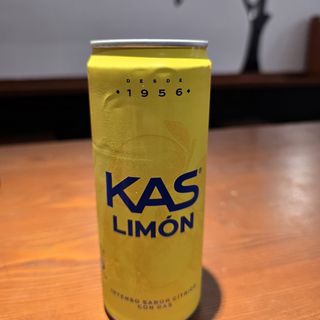 DESDE
1956
KAS®
LIMÓN
INTENSO SABOR CÍTRICO
CON GAS